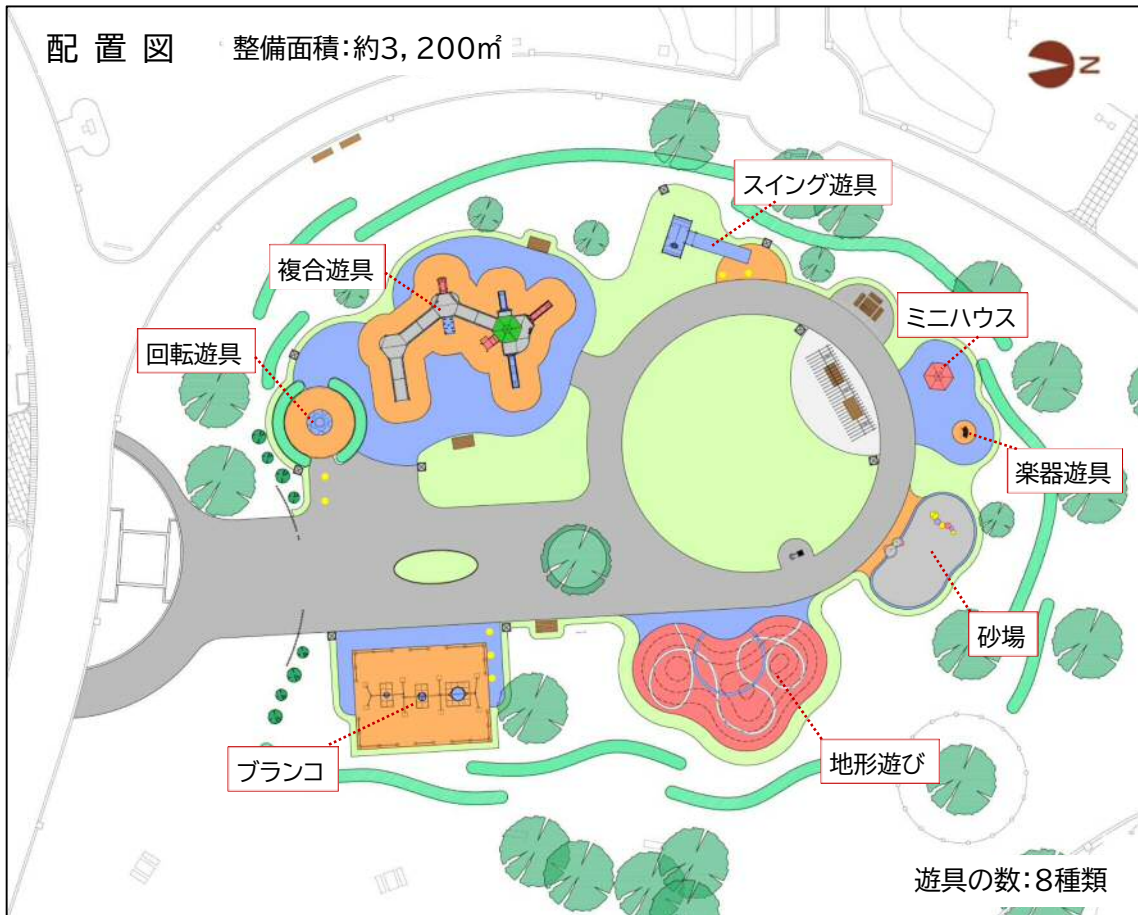 配置図
整備面積:約3,200㎡
N
スイング遊具
複合遊具
ミニハウス
回転遊具
楽器遊具
砂場
地形遊び
ブランコ
遊具の数:8種類